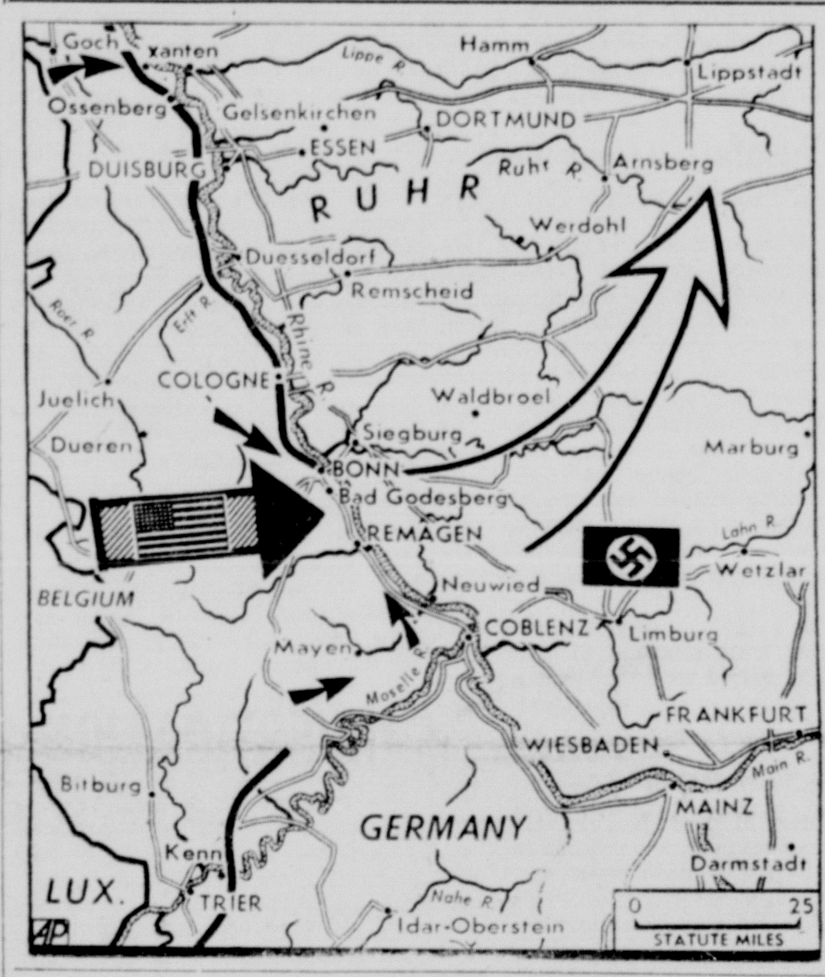 Goch
Xanten
Lippe R.
Hamm
Lippstadt
Ossenberg
Gelsenkirchen
DORTMUND
ESSEN
DUISBURG
Ruhr R.
Arnsberg
RUHR
Werdohl
Duesseldorf
Remscheid
Roer R.
Erft R.
Rhine R.
COLOGNE
Juelich
Waldbroel
Dueren
Siegburg
Marburg
BONN
Bad Godesberg
REMAGEN
Lahn R.
Wetzlar
BELGIUM
Neuwied
COBLENZ
Limburg
Mayen
Moselle R.
FRANKFURT
WIESBADEN
Main R.
Bitburg
MAINZ
GERMANY
Kenn
Darmstadt
LUX.
TRIER
Nahe R.
Idar-Oberstein
0 25
STATUTE MILES
AP